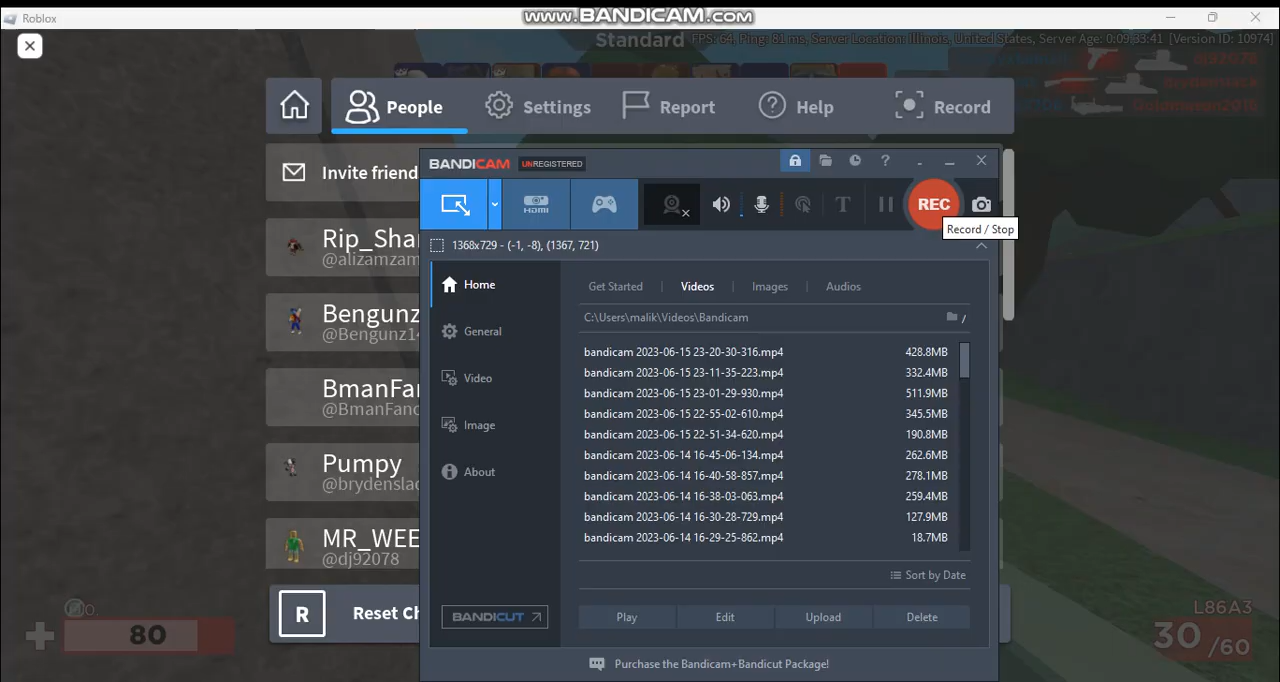 Roblox
www.BANDICAM.com
Standard
FPS: 64, Ping: 81 ms, Server Location: Illinois, United States, Server Age: 0:09:33:41 [Version ID: 10974]
dj92078
Goldmaean2016
People
Settings
Report
Help
Record
Invite friend
Rip_Sha
@alizamzam
Bengunz
@Bengunz14
BmanFan
@BmanFand
Pumpy
@brydenslac
MR_WEE
@dj92078
R
Reset Ch
BANDICAM
UNREGISTERED
HDMI
T
REC
Record / Stop
1368x729 - (-1, -8), (1367, 721)
Home
General
Video
Image
About
BANDICUT
Get Started
Videos
Images
Audios
C:\Users\malik\Videos\Bandicam
/
bandicam 2023-06-15 23-20-30-316.mp4 428.8MB
bandicam 2023-06-15 23-11-35-223.mp4 332.4MB
bandicam 2023-06-15 23-01-29-930.mp4 511.9MB
bandicam 2023-06-15 22-55-02-610.mp4 345.5MB
bandicam 2023-06-15 22-51-34-620.mp4 190.8MB
bandicam 2023-06-14 16-45-06-134.mp4 262.6MB
bandicam 2023-06-14 16-40-58-857.mp4 278.1MB
bandicam 2023-06-14 16-38-03-063.mp4 259.4MB
bandicam 2023-06-14 16-30-28-729.mp4 127.9MB
bandicam 2023-06-14 16-29-25-862.mp4 18.7MB
Sort by Date
Play
Edit
Upload
Delete
Purchase the Bandicam+Bandicut Package!
80
L86A3
30 /60